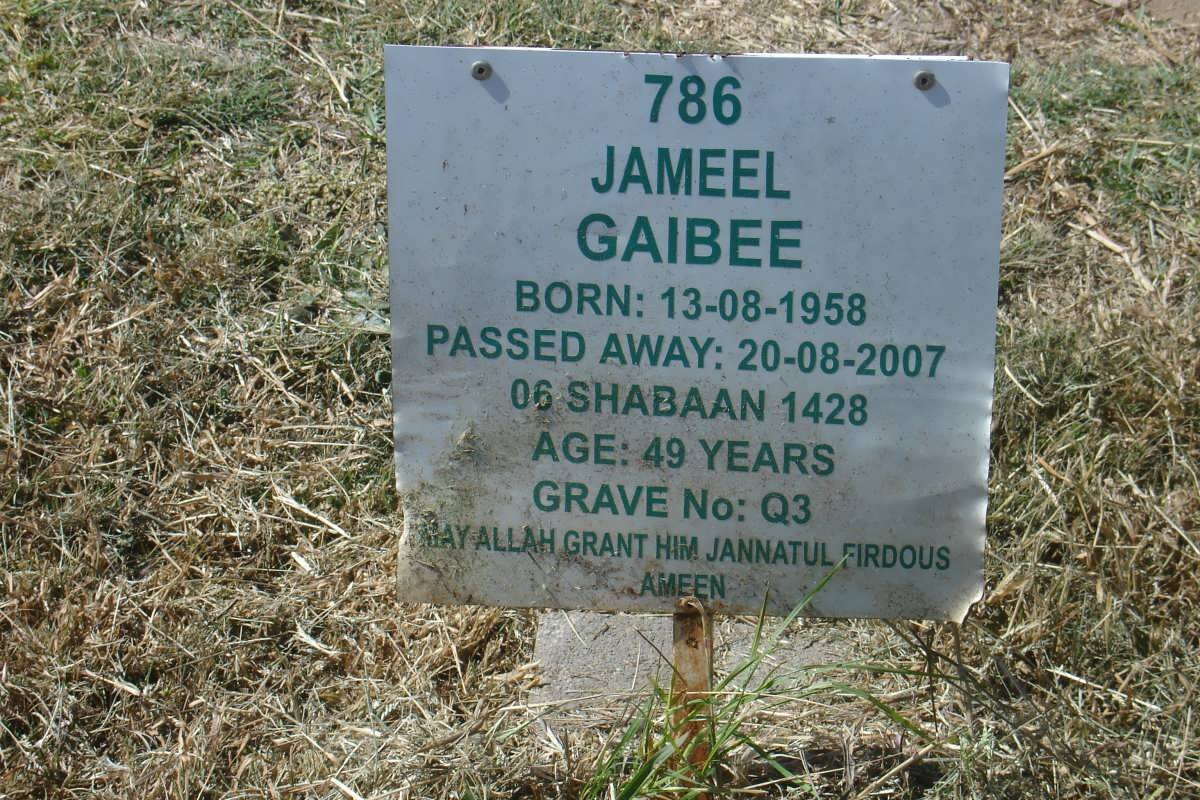 786
JAMEEL
GAIBEE
BORN: 13-08-1958
PASSED AWAY: 20-08-2007
06 SHABAAN 1428
AGE: 49 YEARS
GRAVE No: Q3
MAY ALLAH GRANT HIM JANNATUL FIRDOUS
AMEEN